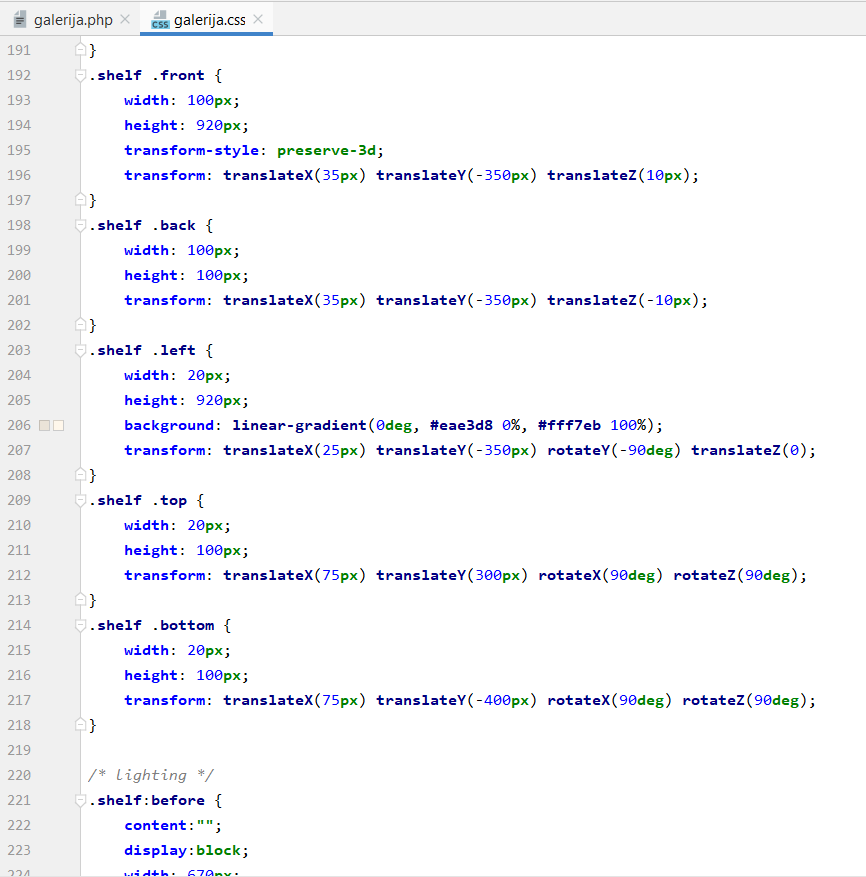 galerija.php
CSS galerija.css
191 }
192 .shelf .front {
193     width: 100px;
194     height: 920px;
195     transform-style: preserve-3d;
196     transform: translateX(35px) translateY(-350px) translateZ(10px);
197 }
198 .shelf .back {
199     width: 100px;
200     height: 100px;
201     transform: translateX(35px) translateY(-350px) translateZ(-10px);
202 }
203 .shelf .left {
204     width: 20px;
205     height: 920px;
206     background: linear-gradient(0deg, #eae3d8 0%, #fff7eb 100%);
207     transform: translateX(25px) translateY(-350px) rotateY(-90deg) translateZ(0);
208 }
209 .shelf .top {
210     width: 20px;
211     height: 100px;
212     transform: translateX(75px) translateY(300px) rotateX(90deg) rotateZ(90deg);
213 }
214 .shelf .bottom {
215     width: 20px;
216     height: 100px;
217     transform: translateX(75px) translateY(-400px) rotateX(90deg) rotateZ(90deg);
218 }
219
220 /* lighting */
221 .shelf:before {
222     content:"";
223     display:block;
224     width: 670px;